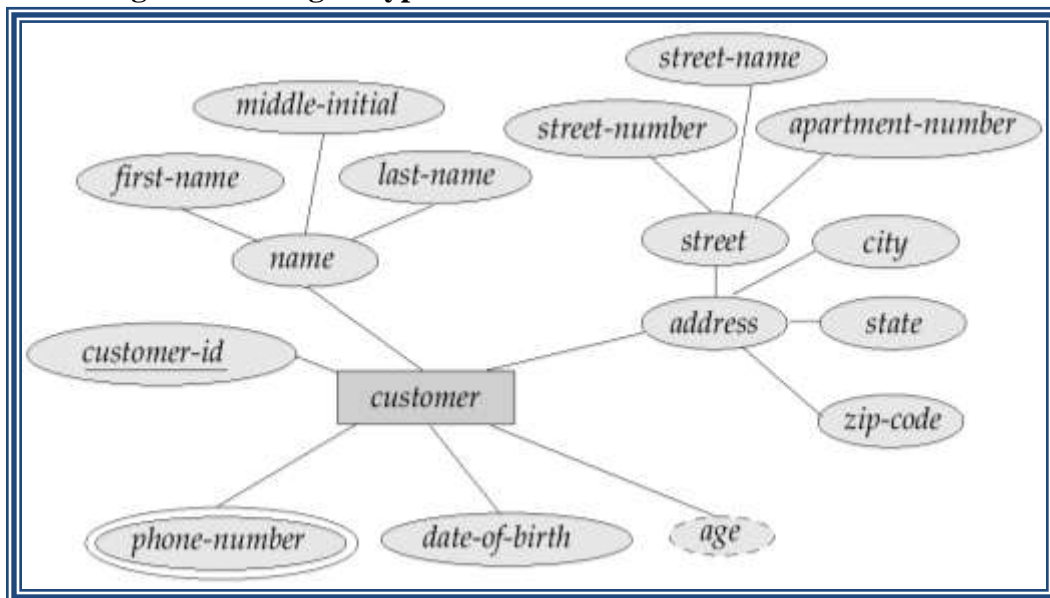 street-name
middle-initial
street-number
apartment-number
first-name
last-name
street
city
name
address
state
customer-id
customer
zip-code
phone-number
date-of-birth
age